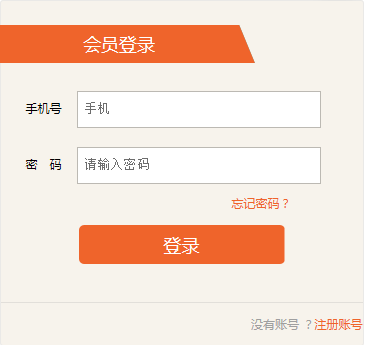 会员登录
手机号 手机
密 码 请输入密码
忘记密码？
登录
没有账号 ？注册账号